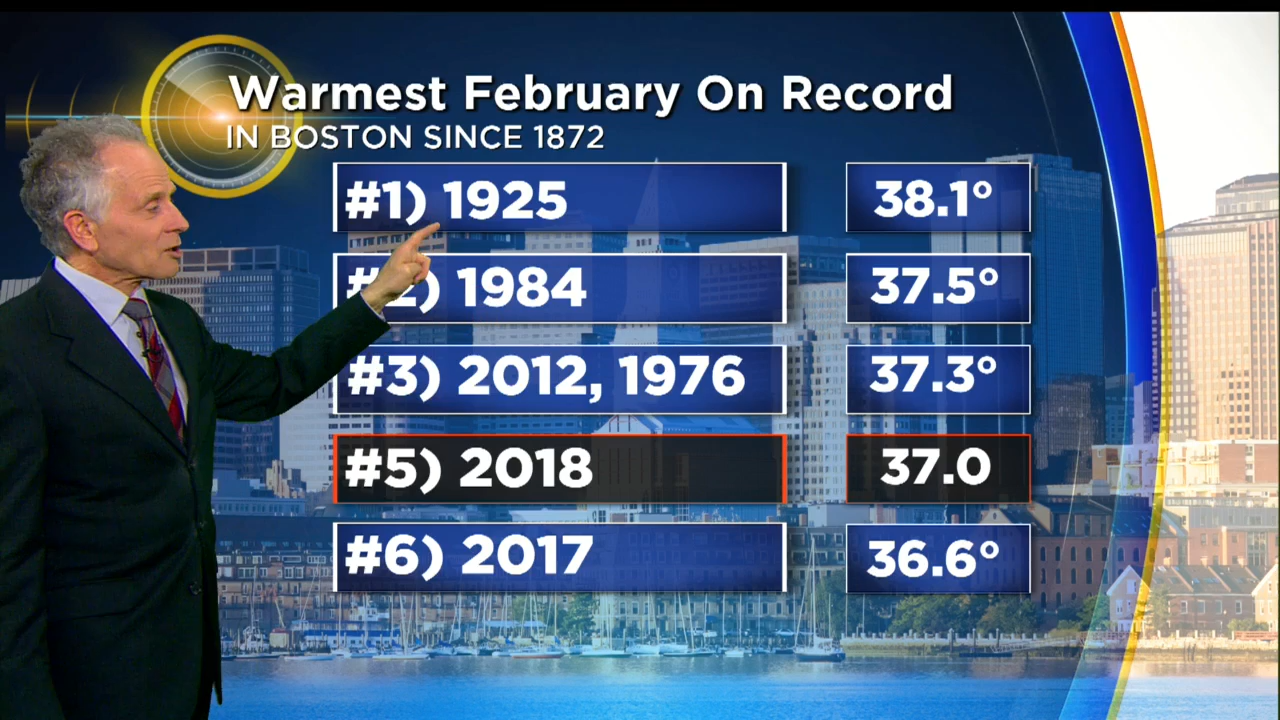 Warmest February On Record
IN BOSTON SINCE 1872
#1) 1925 38.1°
#2) 1984 37.5°
#3) 2012, 1976 37.3°
#5) 2018 37.0
#6) 2017 36.6°